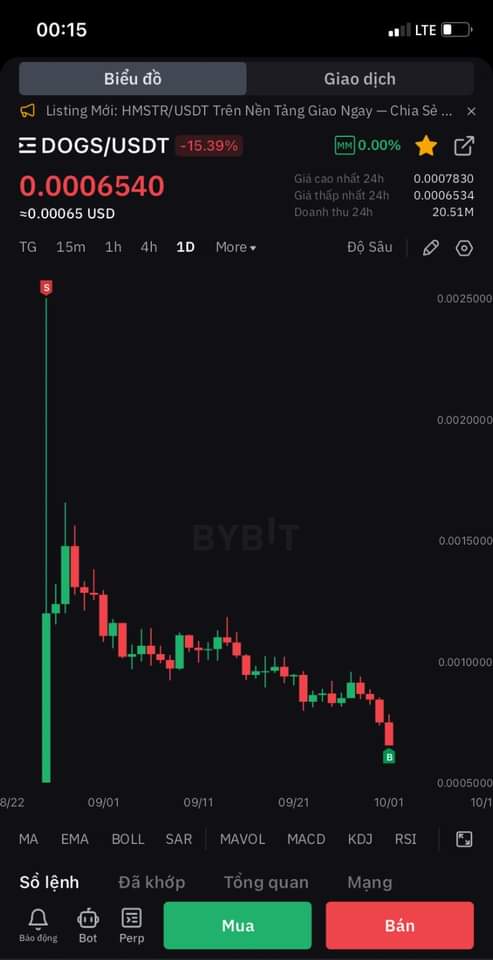 00:15 LTE
Biểu đồ Giao dịch
Listing Mới: HMSTR/USDT Trên Nền Tảng Giao Ngay — Chia Sẻ ...
DOGS/USDT -15.39% MM 0.00%
0.0006540
≈0.00065 USD
Giá cao nhất 24h 0.0007830
Giá thấp nhất 24h 0.0006534
Doanh thu 24h 20.51M
TG 15m 1h 4h 1D More Độ Sâu
S
0.0025000
0.0020000
BYBIT
0.0015000
0.0010000
B
0.0005000
8/22 09/01 09/11 09/21 10/01 10/1
MA EMA BOLL SAR MAVOL MACD KDJ RSI
Sổ lệnh Đã khớp Tổng quan Mạng
Báo động Bot Perp Mua Bán